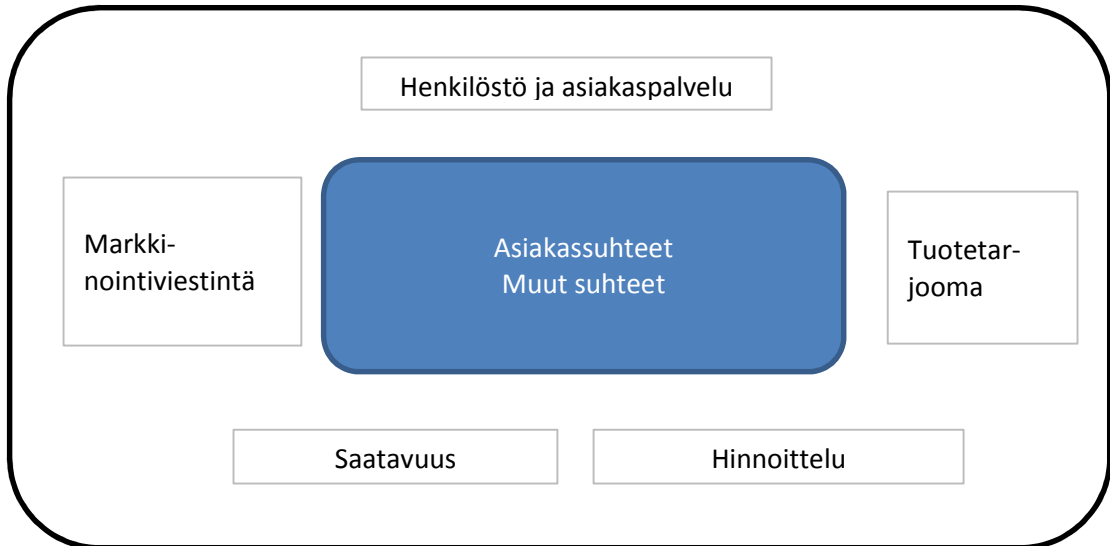 Henkilöstö ja asiakaspalvelu
Markki-
nointiviestintä
Asiakassuhteet
Muut suhteet
Tuotetar-
jooma
Saatavuus
Hinnoittelu